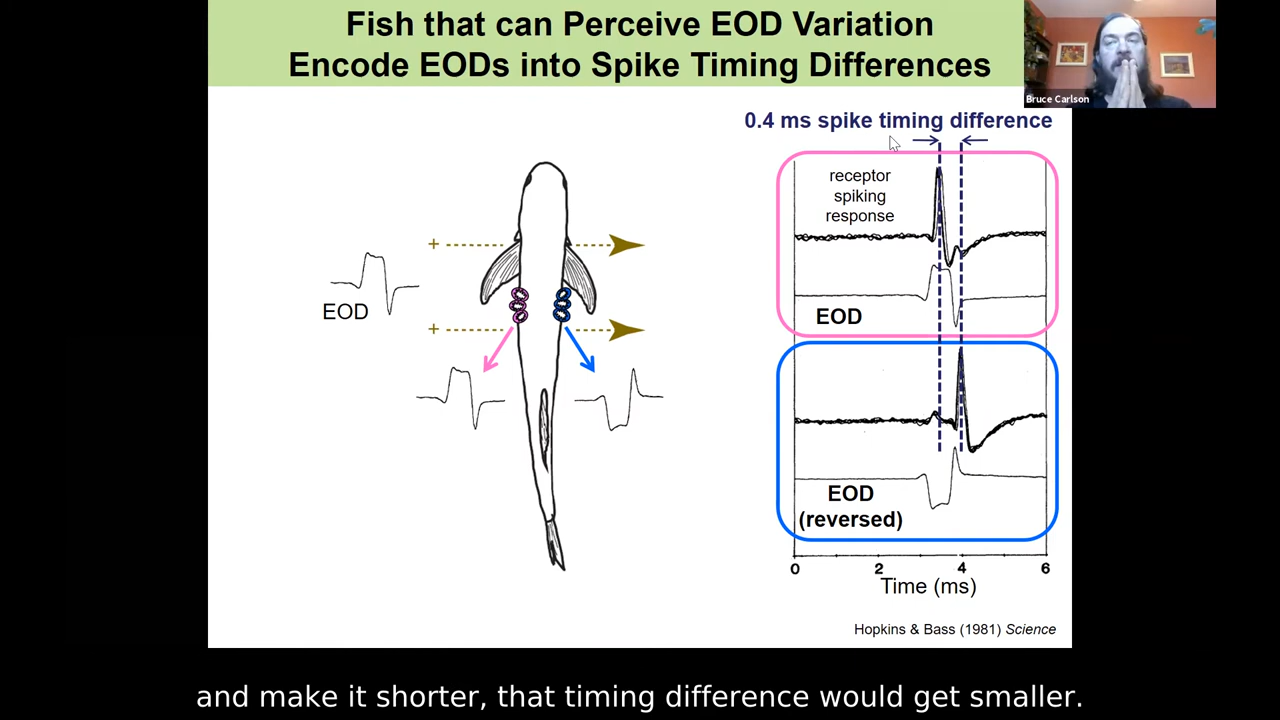 Fish that can Perceive EOD Variation
Encode EODs into Spike Timing Differences
Bruce Carlson
0.4 ms spike timing difference
receptor
spiking
response
EOD
EOD
(reversed)
0 2 4 6
Time (ms)
+
EOD
+
Hopkins & Bass (1981) Science
and make it shorter, that timing difference would get smaller.